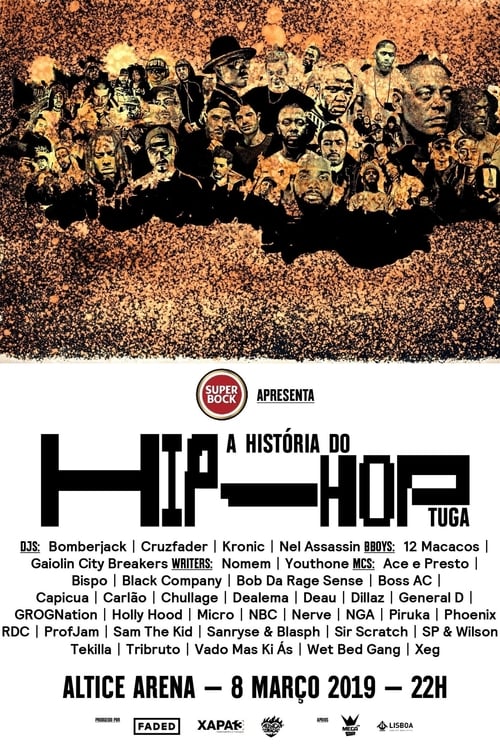 SUPER BOCK APRESENTA
A HISTÓRIA DO
HIP-HOP
TUGA
DJS: Bomberjack | Cruzfader | Kronic | Nel Assassin BBOYS: 12 Macacos |
Gaiolin City Breakers WRITERS: Nomem | Youthone MCS: Ace e Presto |
Bispo | Black Company | Bob Da Rage Sense | Boss AC |
Capicua | Carlão | Chullage | Dealema | Deau | Dillaz | General D |
GROGNation | Holly Hood | Micro | NBC | Nerve | NGA | Piruka | Phoenix
RDC | ProfJam | Sam The Kid | Sanryse & Blasph | Sir Scratch | SP & Wilson
Tekilla | Tributo | Vado Mas Ki Ás | Wet Bed Gang | Xeg
ALTICE ARENA — 8 MARÇO 2019 — 22H
PRODUZIDO POR FADED XAPA13 APOIOS MEGA LISBOA